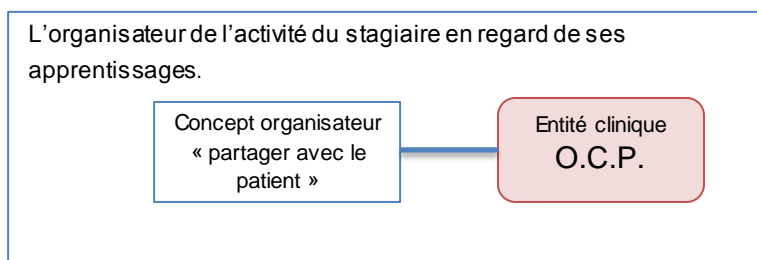 L’organisateur de l’activité du stagiaire en regard de ses
apprentissages.
Concept organisateur
« partager avec le
patient »
Entité clinique
O.C.P.